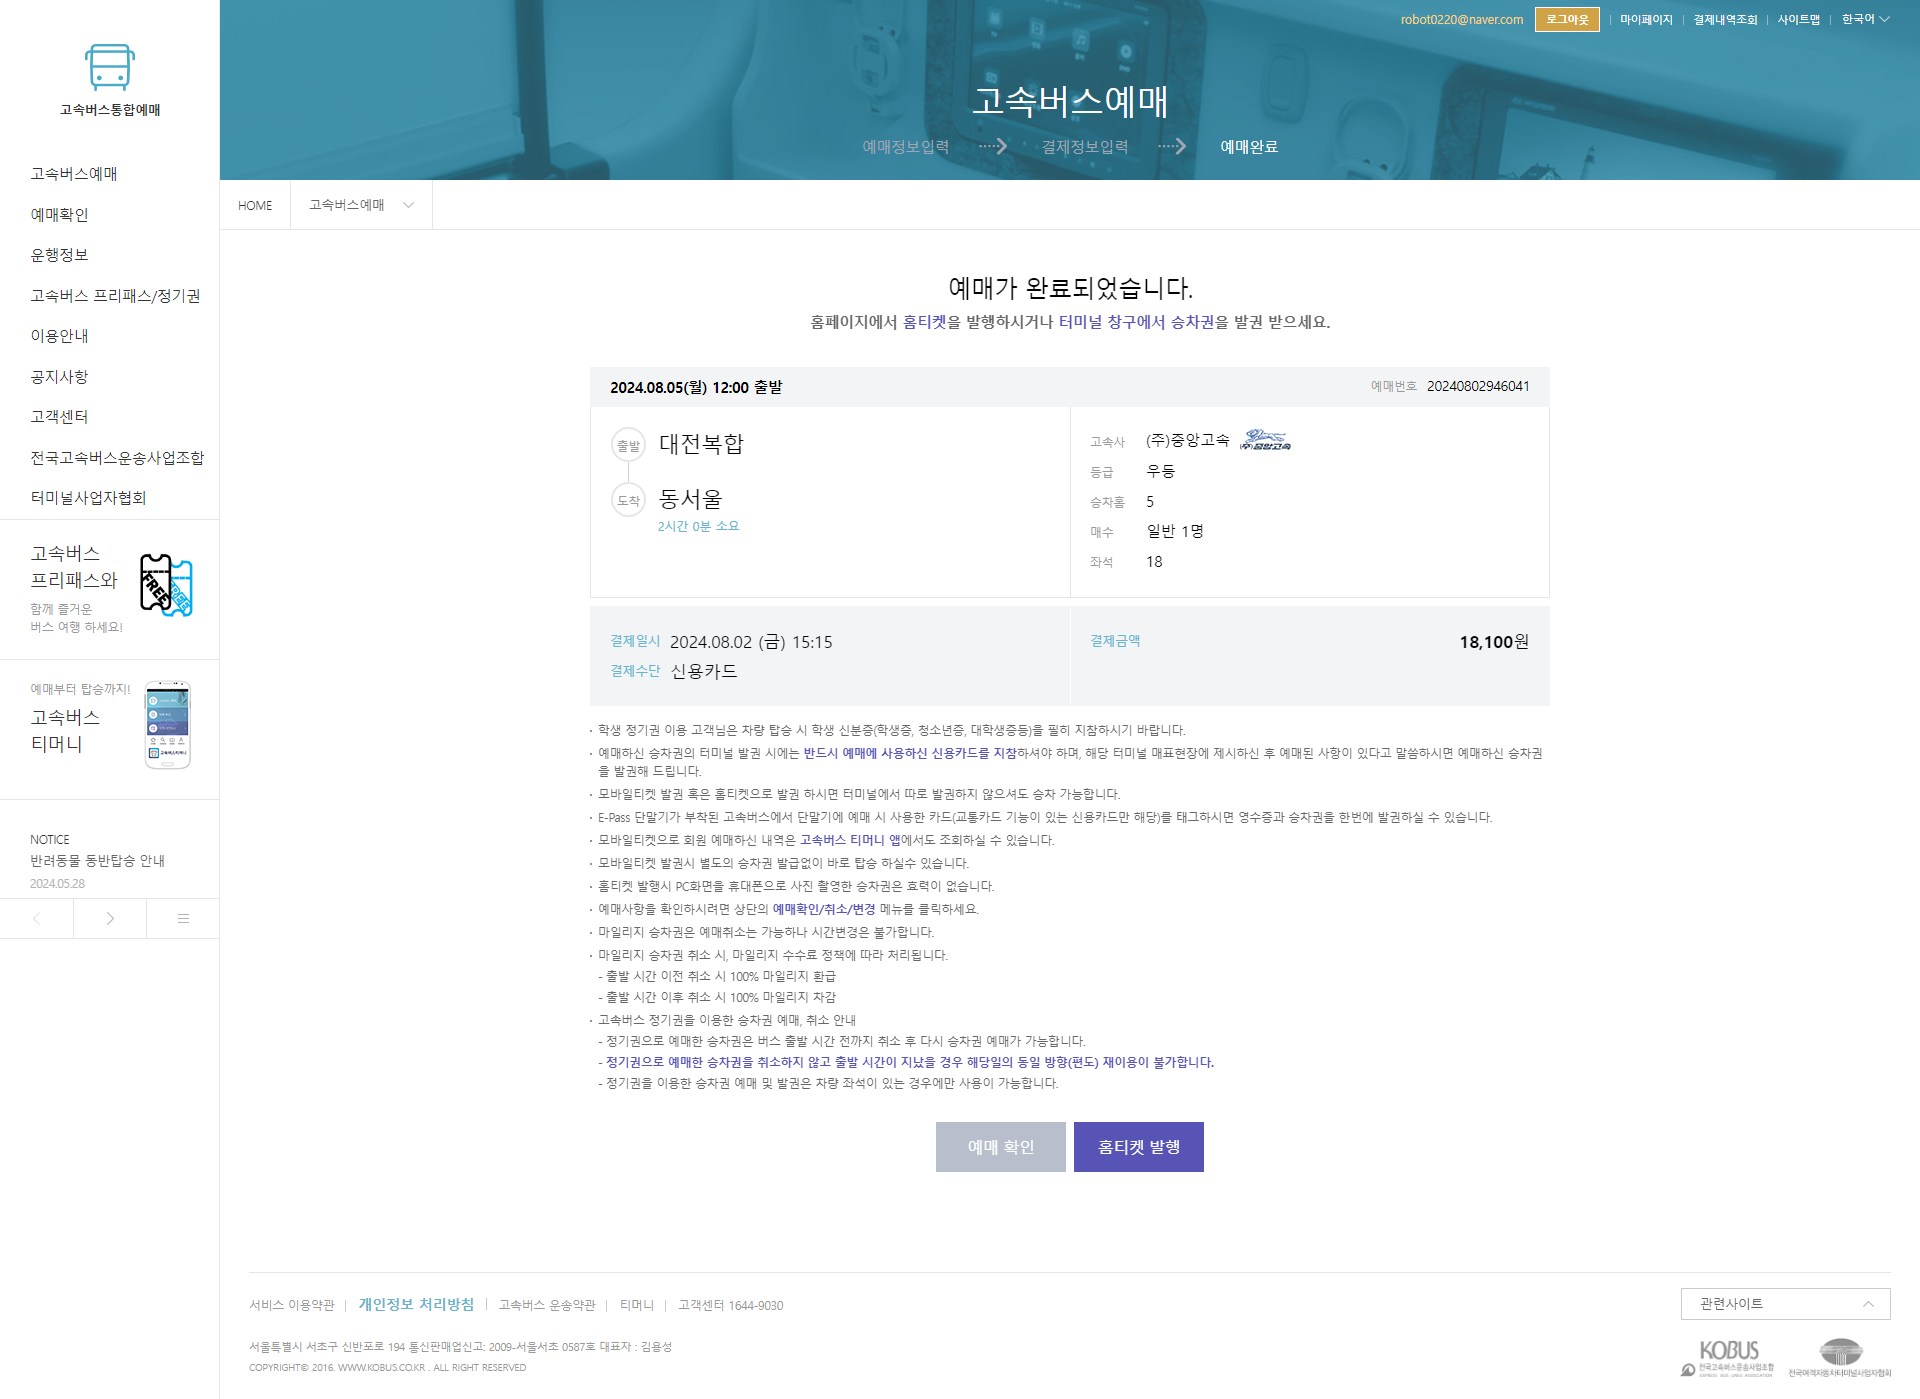 고속버스통합예매
고속버스예매
예매확인
운행정보
고속버스 프리패스/정기권
이용안내
공지사항
고객센터
전국고속버스운송사업조합
터미널사업자협회
고속버스
프리패스와
함께 즐거운
버스 여행 하세요!
FREE
FREE
예매부터 탑승까지!
고속버스
티머니
NOTICE
반려동물 동반탑승 안내
2024.05.28
robot0220@naver.com 로그아웃 마이페이지 결제내역조회 사이트맵 한국어
고속버스예매
예매정보입력 결제정보입력 예매완료
HOME 고속버스예매
예매가 완료되었습니다.
홈페이지에서 홈티켓을 발행하시거나 터미널 창구에서 승차권을 발권 받으세요.
2024.08.05(월) 12:00 출발 예매번호 20240802946041
출발 대전복합
도착 동서울
2시간 0분 소요
고속사 (주)중앙고속 (주)중앙고속
등급 우등
승차홈 5
매수 일반 1명
좌석 18
결제일시 2024.08.02 (금) 15:15
결제수단 신용카드
결제금액 18,100원
· 학생 정기권 이용 고객님은 차량 탑승 시 학생 신분증(학생증, 청소년증, 대학생증등)을 필히 지참하시기 바랍니다.
· 예매하신 승차권의 터미널 발권 시에는 반드시 예매에 사용하신 신용카드를 지참하셔야 하며, 해당 터미널 매표현장에 제시하신 후 예매된 사항이 있다고 말씀하시면 예매하신 승차권
을 발권해 드립니다.
· 모바일티켓 발권 혹은 홈티켓으로 발권 하시면 터미널에서 따로 발권하지 않으셔도 승차 가능합니다.
· E-Pass 단말기가 부착된 고속버스에서 단말기에 예매 시 사용한 카드(교통카드 기능이 있는 신용카드만 해당)를 태그하시면 영수증과 승차권을 한번에 발권하실 수 있습니다.
· 모바일티켓으로 회원 예매하신 내역은 고속버스 티머니 앱에서도 조회하실 수 있습니다.
· 모바일티켓 발권시 별도의 승차권 발급없이 바로 탑승 하실수 있습니다.
· 홈티켓 발행시 PC화면을 휴대폰으로 사진 촬영한 승차권은 효력이 없습니다.
· 예매사항을 확인하시려면 상단의 예매확인/취소/변경 메뉴를 클릭하세요.
· 마일리지 승차권은 예매취소는 가능하나 시간변경은 불가합니다.
· 마일리지 승차권 취소 시, 마일리지 수수료 정책에 따라 처리됩니다.
- 출발 시간 이전 취소 시 100% 마일리지 환급
- 출발 시간 이후 취소 시 100% 마일리지 차감
· 고속버스 정기권을 이용한 승차권 예매, 취소 안내
- 정기권으로 예매한 승차권은 버스 출발 시간 전까지 취소 후 다시 승차권 예매가 가능합니다.
- 정기권으로 예매한 승차권을 취소하지 않고 출발 시간이 지났을 경우 해당일의 동일 방향(편도) 재이용이 불가합니다.
- 정기권을 이용한 승차권 예매 및 발권은 차량 좌석이 있는 경우에만 사용이 가능합니다.
예매 확인 홈티켓 발행
서비스 이용약관 개인정보 처리방침 고속버스 운송약관 티머니 고객센터 1644-9030
관련사이트
서울특별시 서초구 신반포로 194 통신판매업신고: 2009-서울서초 0587호 대표자 : 김용성
COPYRIGHT© 2016. WWW.KOBUS.CO.KR . ALL RIGHT RESERVED
KOBUS
전국고속버스운송사업조합
EXPRESS BUS LINES ASSOCIATION
전국여객자동차터미널사업자협회